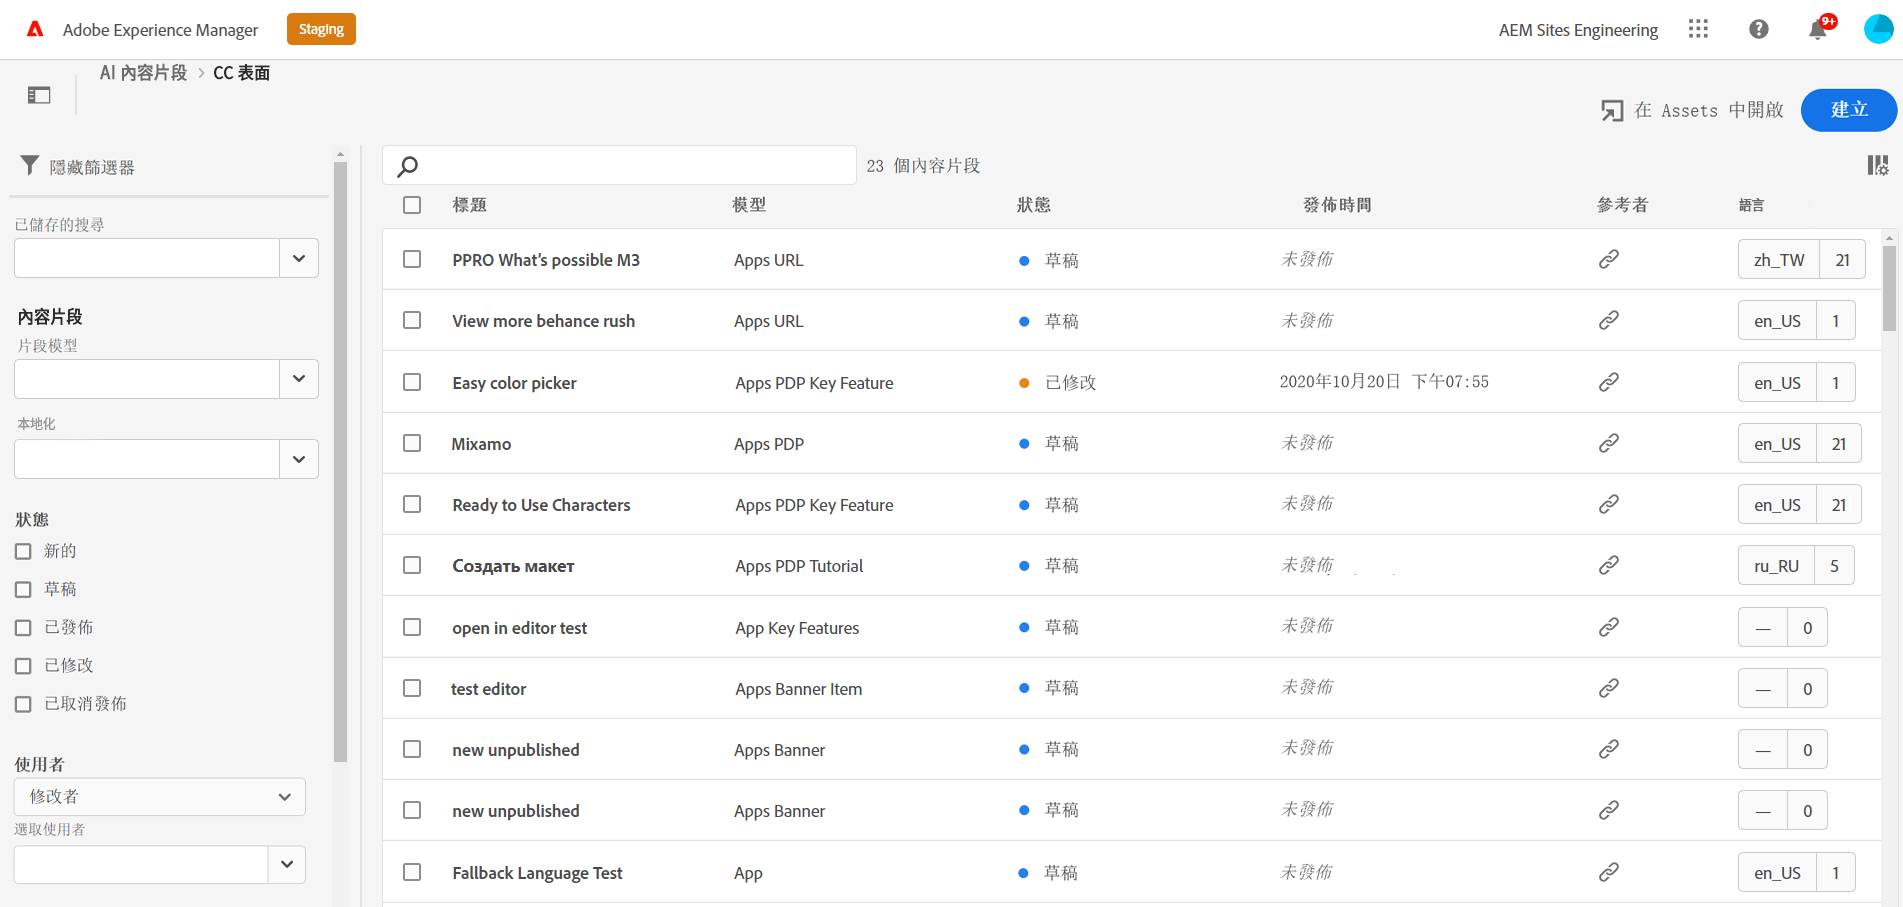 Adobe Experience Manager
Staging
AEM Sites Engineering
9+
AI 內容片段 > CC 表面
在 Assets 中開啟
建立
隱藏篩選器
已儲存的搜尋
內容片段
片段模型
本地化
狀態
新的
草稿
已發佈
已修改
已取消發佈
使用者
修改者
選取使用者
23 個內容片段
標題 模型 狀態 發佈時間 參考者 語言
PPRO What's possible M3 Apps URL 草稿 未發佈 zh_TW 21
View more behance rush Apps URL 草稿 未發佈 en_US 1
Easy color picker Apps PDP Key Feature 已修改 2020年10月20日 下午07:55 en_US 1
Mixamo Apps PDP 草稿 未發佈 en_US 21
Ready to Use Characters Apps PDP Key Feature 草稿 未發佈 en_US 21
Создать макет Apps PDP Tutorial 草稿 未發佈 ru_RU 5
open in editor test App Key Features 草稿 未發佈 — 0
test editor Apps Banner Item 草稿 未發佈 — 0
new unpublished Apps Banner 草稿 未發佈 — 0
new unpublished Apps Banner 草稿 未發佈 — 0
Fallback Language Test App 草稿 未發佈 en_US 1